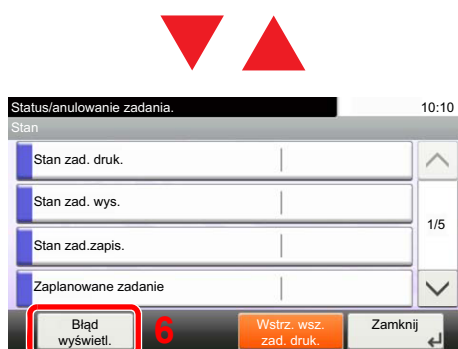 Status/anulowanie zadania.
10:10
Stan
Stan zad. druk.
Stan zad. wys.
1/5
Stan zad.zapis.
Zaplanowane zadanie
Błąd
wyświetl.
6
Wstrz. wsz.
zad. druk.
Zamknij